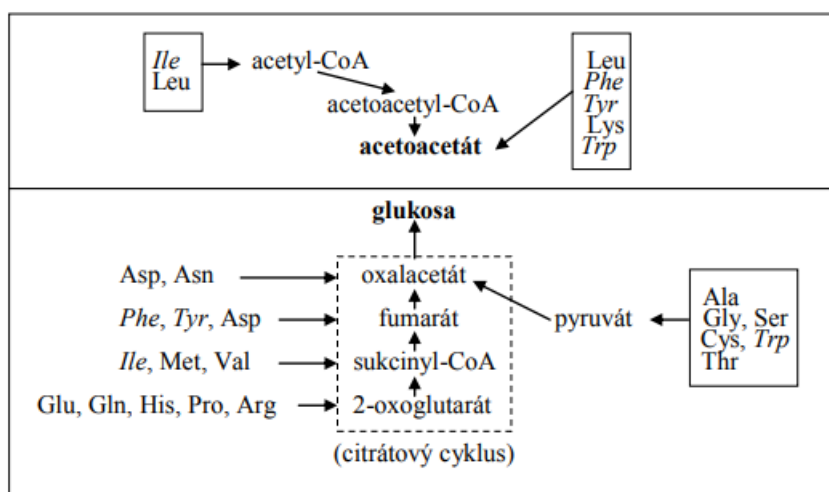 Ile
Leu
acetyl-CoA
acetoacetyl-CoA
acetoacetát
Leu
Phe
Tyr
Lys
Trp
glukosa
Asp, Asn
oxalacetát
Phe, Tyr, Asp
fumarát
pyruvát
Ala
Gly, Ser
Cys, Trp
Thr
Ile, Met, Val
sukcinyl-CoA
Glu, Gln, His, Pro, Arg
2-oxoglutarát
(citrátový cyklus)